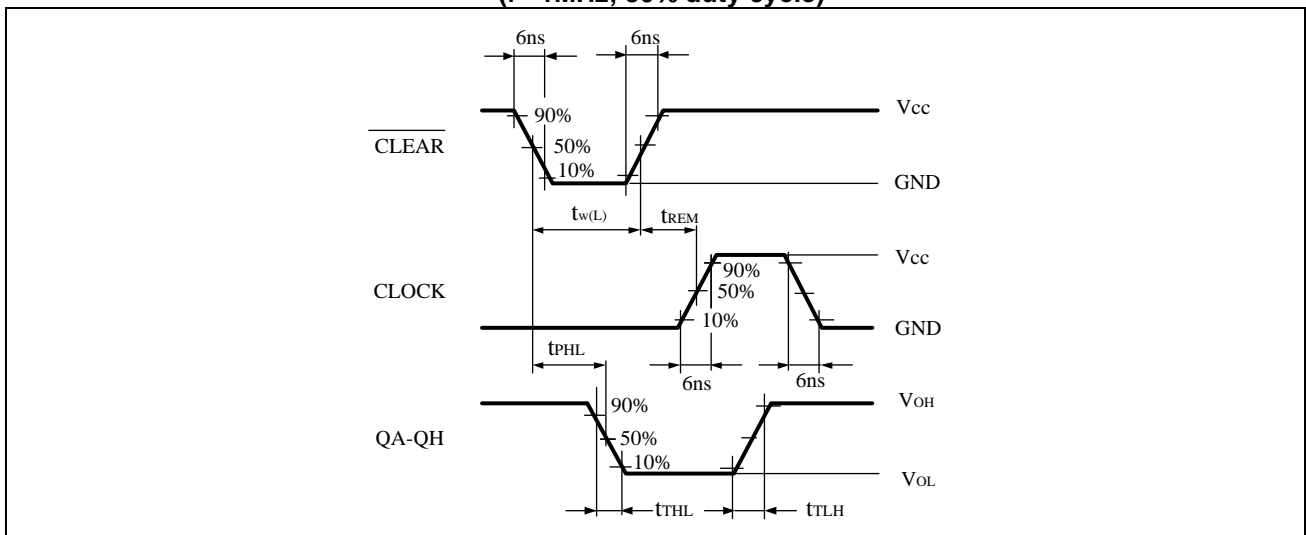 6ns
6ns
Vcc
90%
CLEAR
50%
10%
GND
tw(L)
tREM
Vcc
90%
CLOCK
50%
10%
GND
tPHL
6ns
6ns
VOH
90%
QA-QH
50%
10%
VOL
tTHL
tTLH